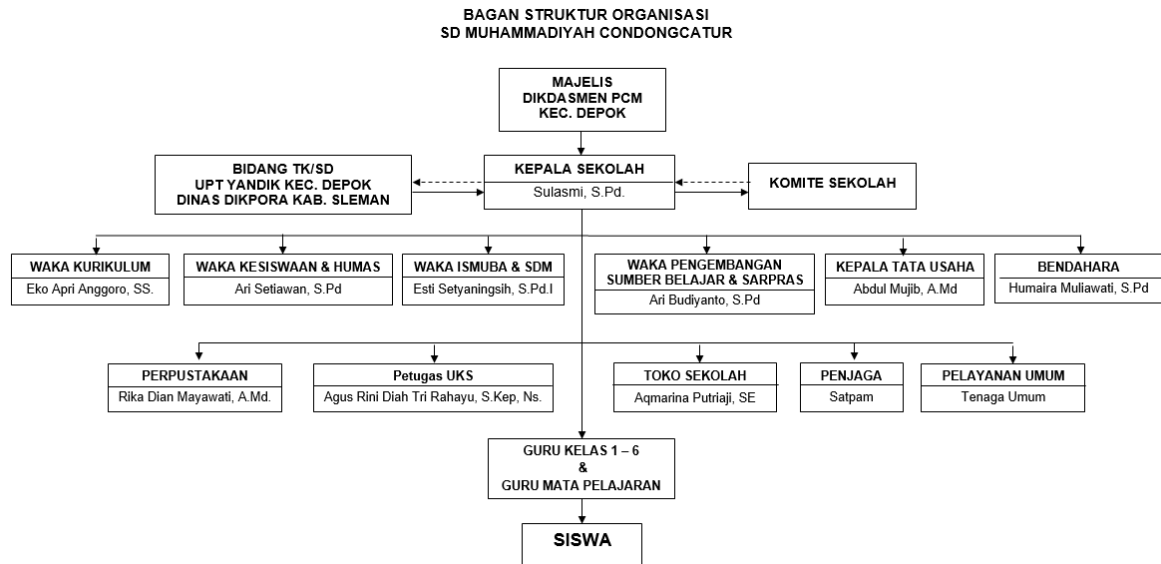 BAGAN STRUKTUR ORGANISASI
SD MUHAMMADIYAH CONDONGCATUR
MAJELIS
DIKDASMEN PCM
KEC. DEPOK
BIDANG TK/SD
UPT YANDIK KEC. DEPOK
DINAS DIKPORA KAB. SLEMAN
KEPALA SEKOLAH
Sulasmi, S.Pd.
KOMITE SEKOLAH
WAKA KURIKULUM
Eko Apri Anggoro, SS.
WAKA KESISWAAN & HUMAS
Ari Setiawan, S.Pd
WAKA ISMUBA & SDM
Esti Setyaningsih, S.Pd.I
WAKA PENGEMBANGAN
SUMBER BELAJAR & SARPRAS
Ari Budiyanto, S.Pd
KEPALA TATA USAHA
Abdul Mujib, A.Md
BENDAHARA
Humaira Muliawati, S.Pd
PERPUSTAKAAN
Rika Dian Mayawati, A.Md.
Petugas UKS
Agus Rini Diah Tri Rahayu, S.Kep, Ns.
TOKO SEKOLAH
Aqmarina Putriaji, SE
PENJAGA
Satpam
PELAYANAN UMUM
Tenaga Umum
GURU KELAS 1 – 6
&
GURU MATA PELAJARAN
SISWA